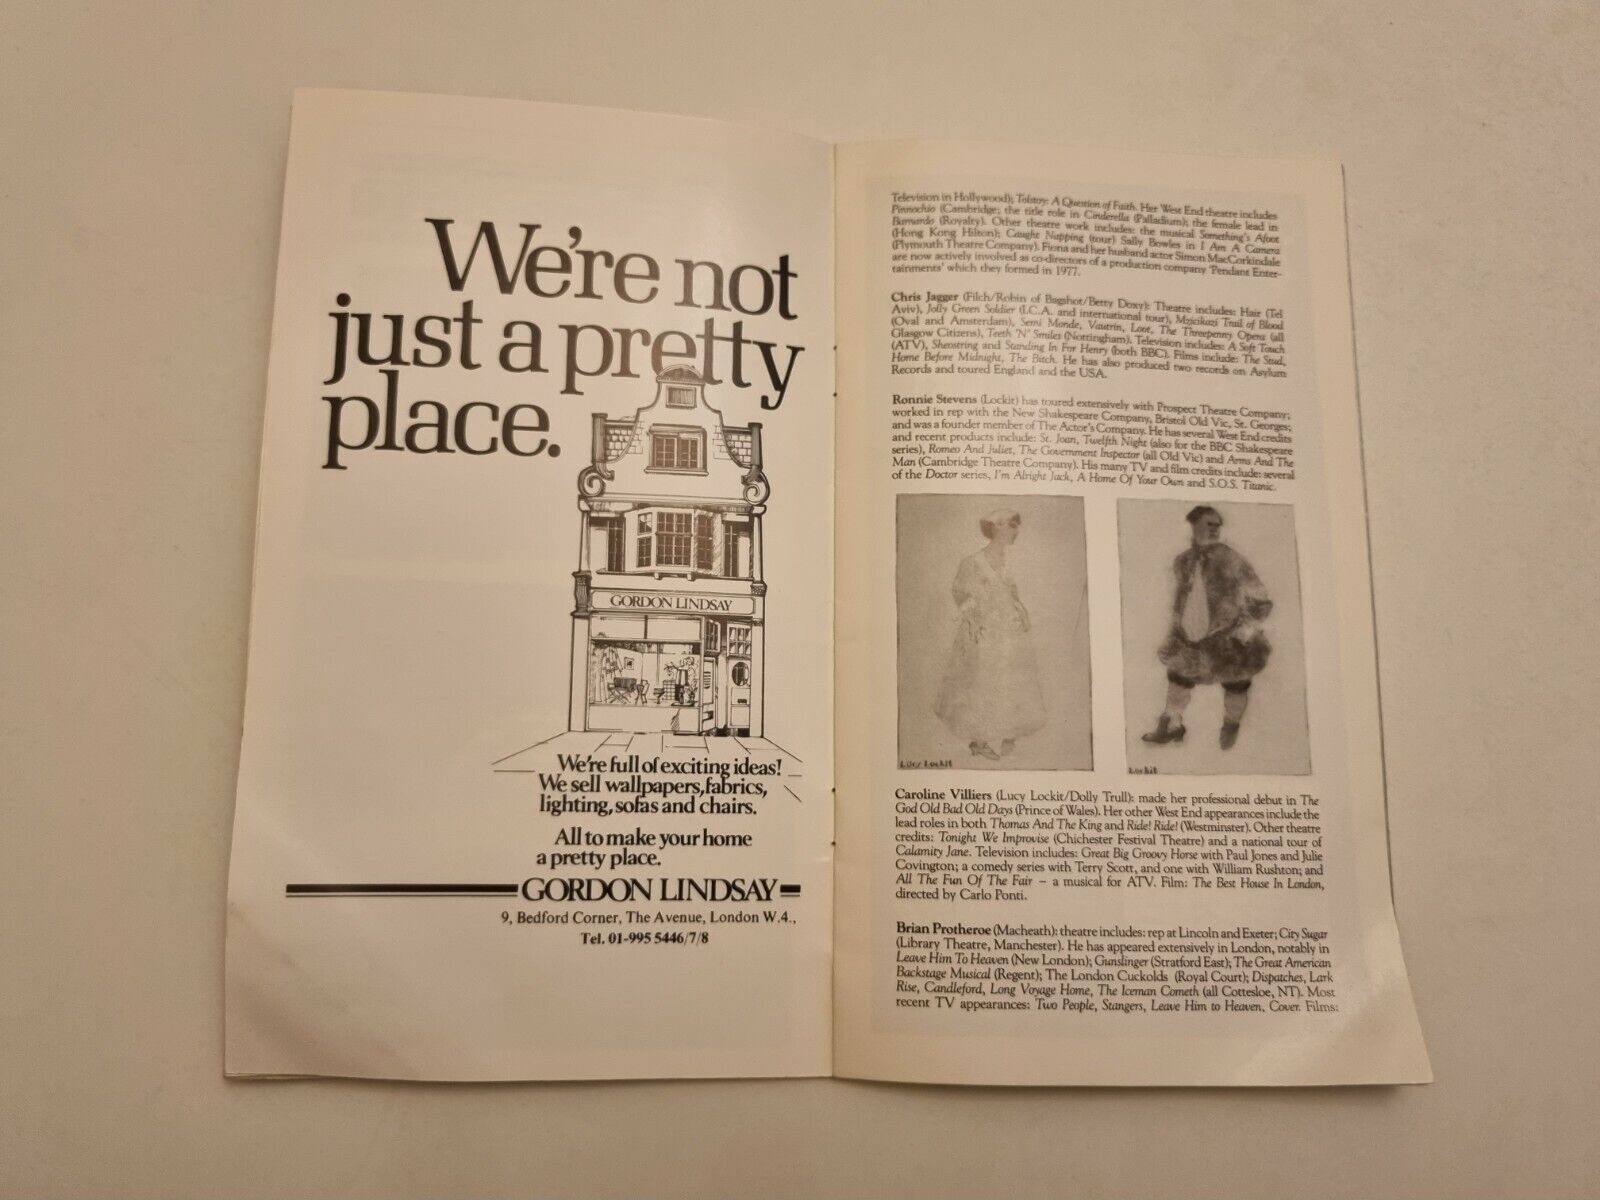 We're not
just a pretty
place.
GORDON LINDSAY
We're full of exciting ideas!
We sell wallpapers, fabrics,
lighting, sofas and chairs.
All to make your home
a pretty place.
GORDON LINDSAY
9, Bedford Corner, The Avenue, London W.4.,
Tel. 01-995 5446/7/8
Television in Hollywood); Tolstoy: A Question of Faith. Her West End theatre includes
Pinnochio (Cambridge; the title role in Cinderella (Palladium); the female lead in
Barnardo (Royalty). Other theatre work includes: the musical Something's Afoot
(Hong Kong Hilton); Caught Napping (tour) Sally Bowles in I Am A Camera
(Plymouth Theatre Company). Fiona and her husband actor Simon MacCorkindale
are now actively involved as co-directors of a production company 'Pendant Enter-
tainments' which they formed in 1977.
Chris Jagger (Filch/Robin of Bagshot/Betty Doxy): Theatre includes: Hair (Tel
Aviv), Jolly Green Soldier (I.C.A. and international tour), Mojicikazi Trail of Blood
(Oval and Amsterdam), Semi Monde, Vautrin, Loot, The Threepenny Opera (all
Glasgow Citizens), Teeth 'N' Smiles (Nottingham). Television includes: A Soft Touch
(ATV), Shenstring and Standing In For Henry (both BBC). Films include: The Stud,
Home Before Midnight, The Bitch. He has also produced two records on Asylum
Records and toured England and the USA.
Ronnie Stevens (Lockit) has toured extensively with Prospect Theatre Company;
worked in rep with the New Shakespeare Company, Bristol Old Vic, St. Georges;
and was a founder member of The Actor's Company. He has several West End credits
and recent products include: St. Joan, Twelfth Night (also for the BBC Shakespeare
series), Romeo And Juliet, The Government Inspector (all Old Vic) and Arms And The
Man (Cambridge Theatre Company). His many TV and film credits include: several
of the Doctor series, I'm Alright Jack, A Home Of Your Own and S.O.S. Titanic.
Lucy Lockit
Lockit
Caroline Villiers (Lucy Lockit/Dolly Trull): made her professional debut in The
God Old Bad Old Days (Prince of Wales). Her other West End appearances include the
lead roles in both Thomas And The King and Ride! Ride! (Westminster). Other theatre
credits: Tonight We Improvise (Chichester Festival Theatre) and a national tour of
Calamity Jane. Television includes: Great Big Groovy Horse with Paul Jones and Julie
Covington; a comedy series with Terry Scott, and one with William Rushton; and
All The Fun Of The Fair – a musical for ATV. Film: The Best House In London,
directed by Carlo Ponti.
Brian Protheroe (Macheath): theatre includes: rep at Lincoln and Exeter; City Sugar
(Library Theatre, Manchester). He has appeared extensively in London, notably in
Leave Him To Heaven (New London); Gunslinger (Stratford East); The Great American
Backstage Musical (Regent); The London Cuckolds (Royal Court); Dispatches, Lark
Rise, Candleford, Long Voyage Home, The Iceman Cometh (all Cottesloe, NT). Most
recent TV appearances: Two People, Stangers, Leave Him to Heaven, Cover. Films: